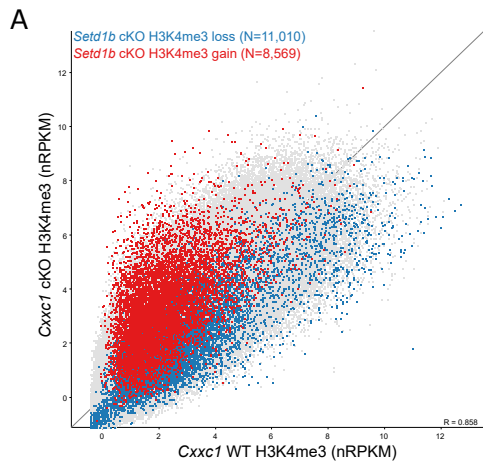 A
Setd1b cKO H3K4me3 loss (N=11,010)
Setd1b cKO H3K4me3 gain (N=8,569)
12
10
8
6
4
2
0
Cxxc1 cKO H3K4me3 (nRPKM)
R = 0.858
0 2 4 6 8 10 12
Cxxc1 WT H3K4me3 (nRPKM)